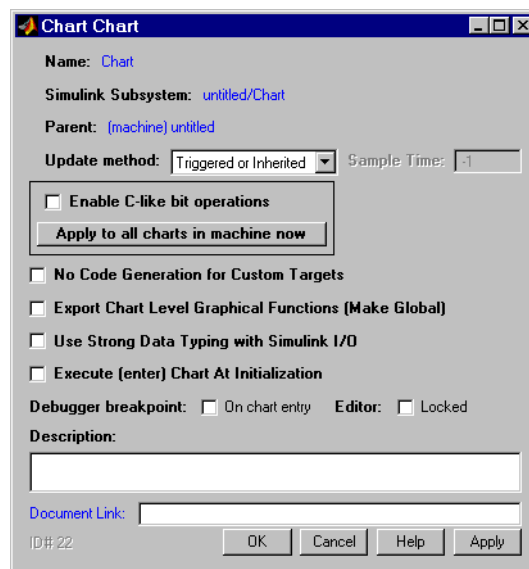 Chart Chart
Name: Chart
Simulink Subsystem: untitled/Chart
Parent: (machine) untitled
Update method: Triggered or Inherited Sample Time: -1
Enable C-like bit operations
Apply to all charts in machine now
No Code Generation for Custom Targets
Export Chart Level Graphical Functions (Make Global)
Use Strong Data Typing with Simulink I/O
Execute (enter) Chart At Initialization
Debugger breakpoint: On chart entry Editor: Locked
Description:
Document Link:
ID# 22 OK Cancel Help Apply